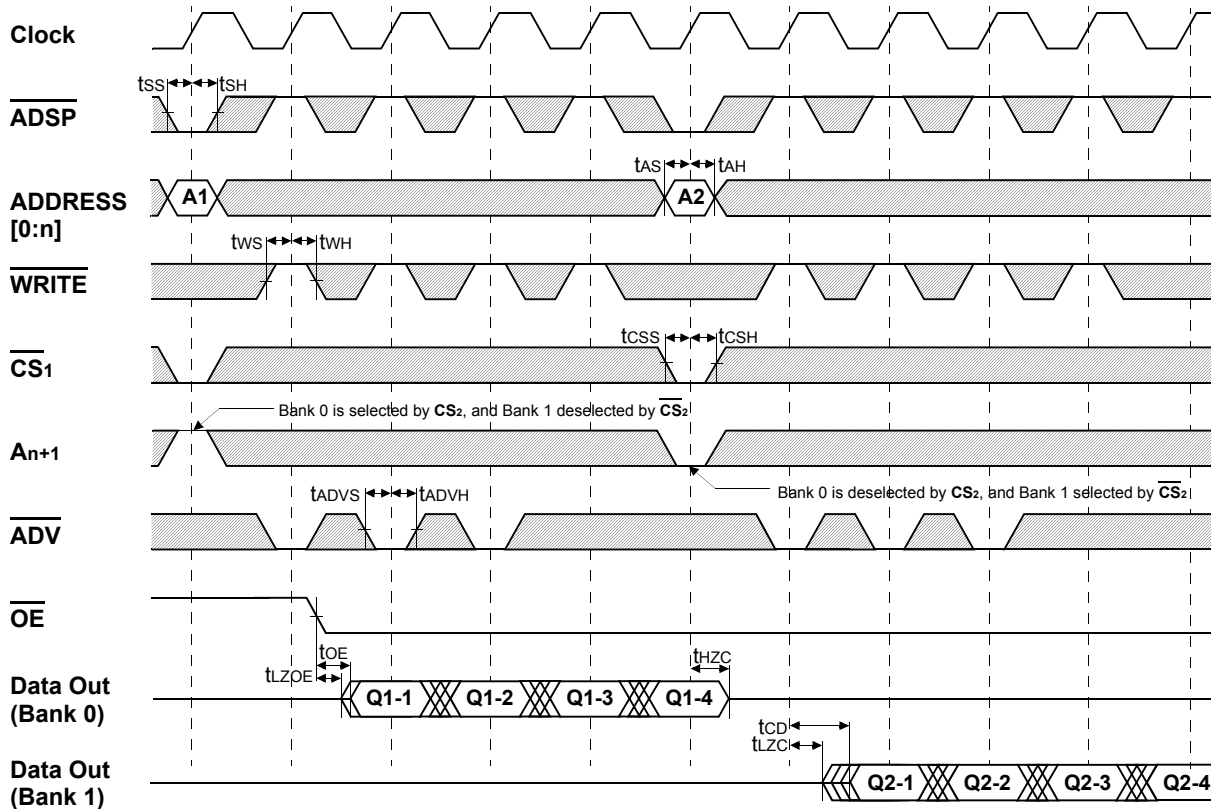 Clock
tSS tSH
ADSP
tAS tAH
ADDRESS
[0:n]
A1 A2
tWS tWH
WRITE
tCSS tCSH
CS1
Bank 0 is selected by CS2, and Bank 1 deselected by CS2
An+1
Bank 0 is deselected by CS2, and Bank 1 selected by CS2
tADVS tADVH
ADV
OE
tOE tHZC
tLZOE
Data Out
(Bank 0)
Q1-1 Q1-2 Q1-3 Q1-4
tCD
tLZC
Data Out
(Bank 1)
Q2-1 Q2-2 Q2-3 Q2-4